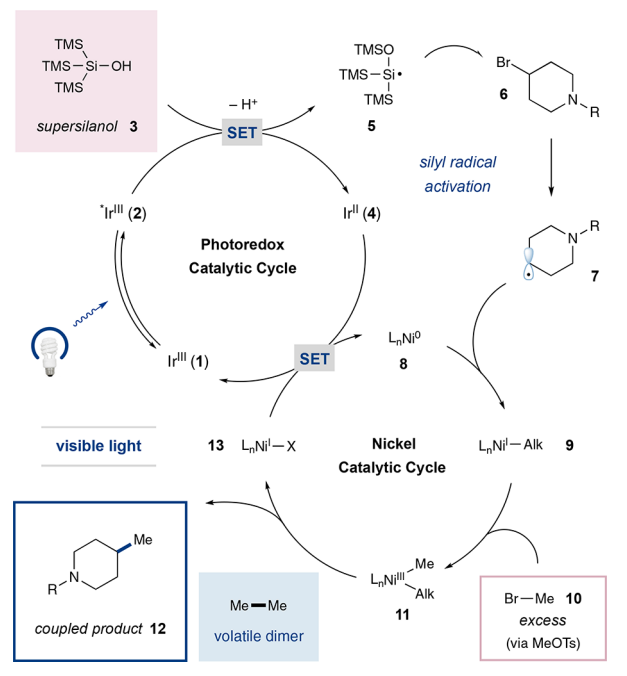 TMS
TMS—Si—OH
TMS
supersilanol 3
– H⁺
SET
TMSO
TMS—Si•
TMS
5
Br
6
N
R
silyl radical
activation
*Irᴵᴵᴵ (2)
Irᴵᴵ (4)
Photoredox
Catalytic Cycle
N
R
7
Irᴵᴵᴵ (1)
SET
LₙNi⁰
8
visible light
13 LₙNiᴵ—X
Nickel
Catalytic Cycle
LₙNiᴵ—Alk 9
Me
N
R
coupled product 12
Me—Me
volatile dimer
LₙNiᴵᴵᴵ
Me
Alk
11
Br—Me 10
excess
(via MeOTs)